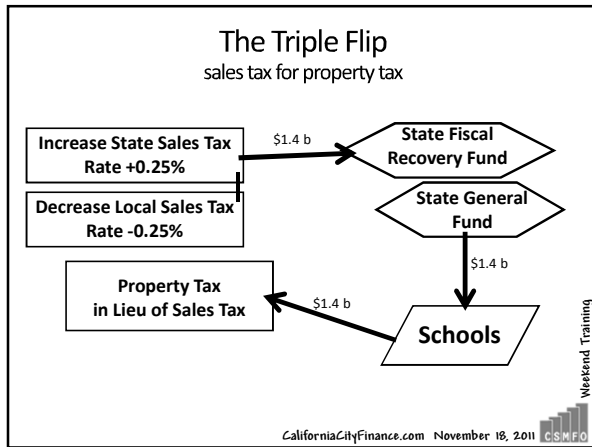 The Triple Flip
sales tax for property tax
Increase State Sales Tax
Rate +0.25%
$1.4 b
State Fiscal
Recovery Fund
Decrease Local Sales Tax
Rate -0.25%
State General
Fund
$1.4 b
Property Tax
in Lieu of Sales Tax
$1.4 b
Schools
Weekend Training
CaliforniaCityFinance.com November 18, 2011
CSMFO